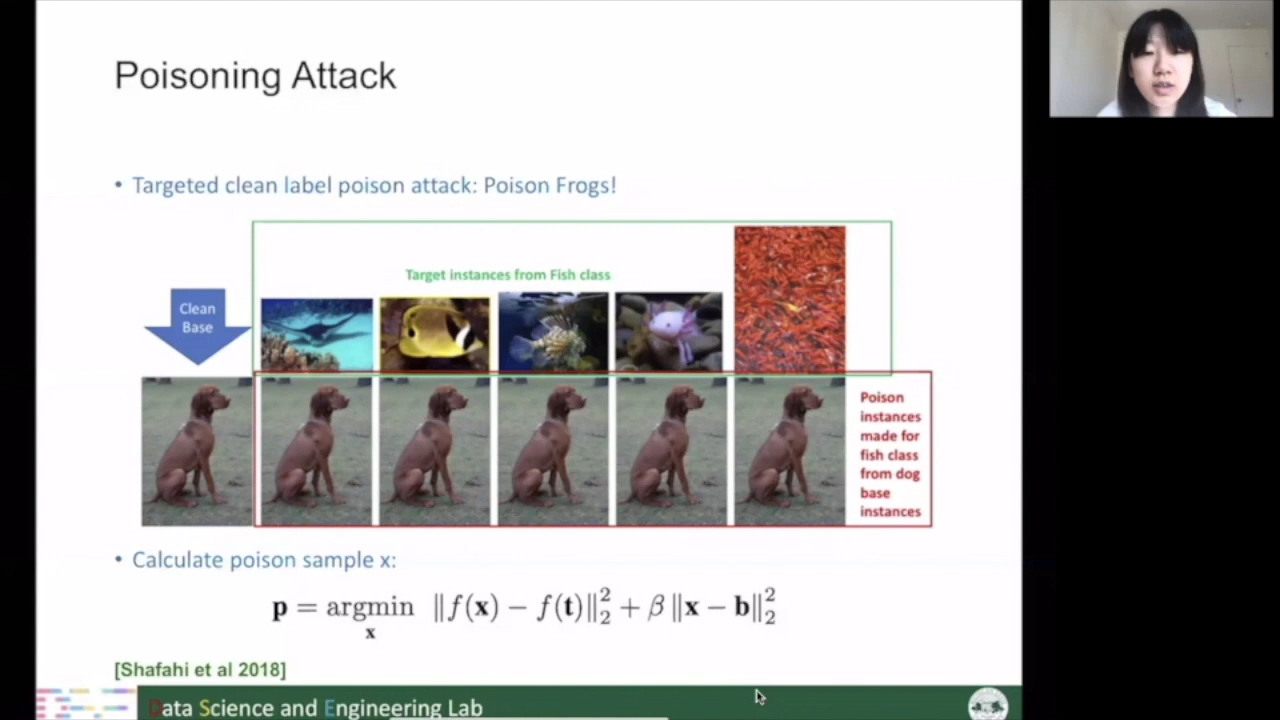 Poisoning Attack
• Targeted clean label poison attack: Poison Frogs!
Target instances from Fish class
Clean
Base
Poison
instances
made for
fish class
from dog
base
instances
• Calculate poison sample x:
p = argmin ‖f(x) − f(t)‖₂² + β ‖x − b‖₂²
x
[Shafahi et al 2018]
Data Science and Engineering Lab